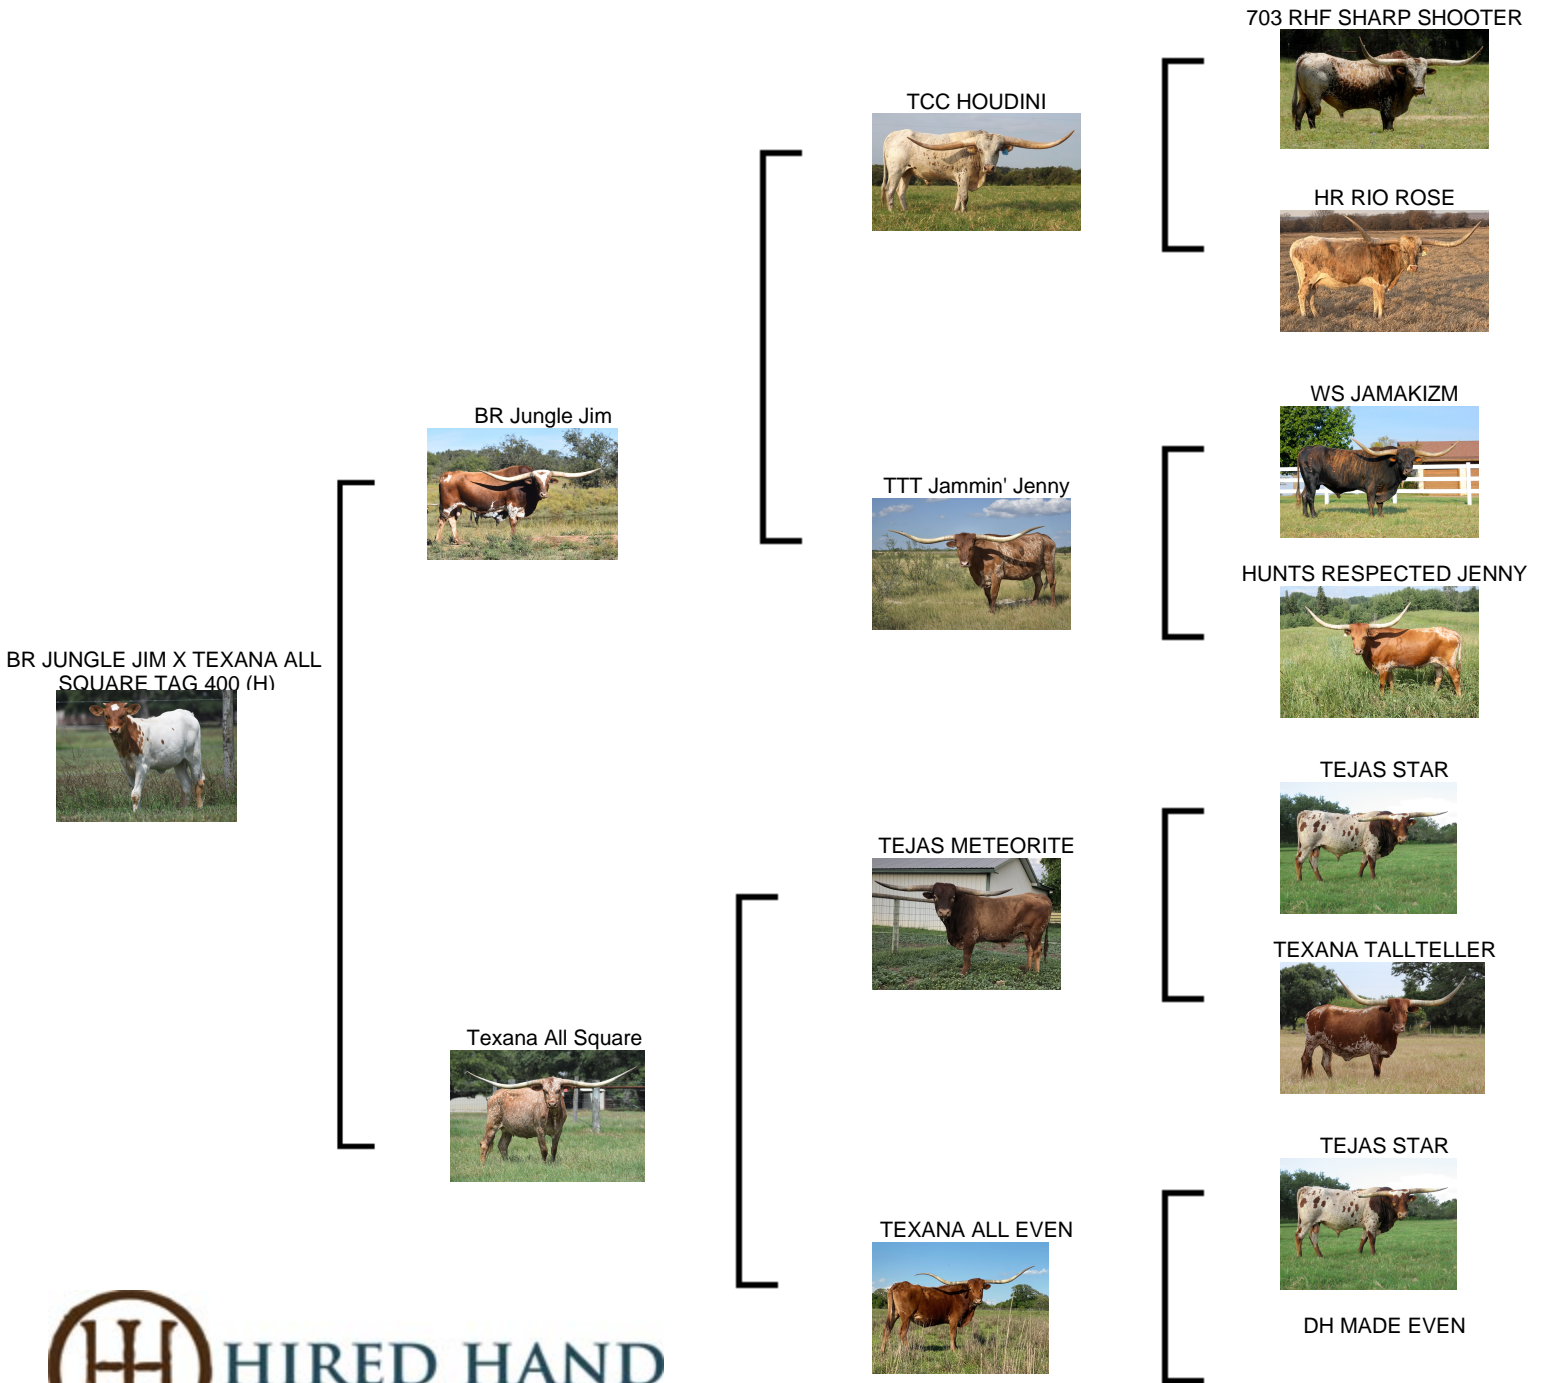 703 RHF SHARP SHOOTER
TCC HOUDINI
HR RIO ROSE
WS JAMAKIZM
BR Jungle Jim
TTT Jammin' Jenny
HUNTS RESPECTED JENNY
BR JUNGLE JIM X TEXANA ALL
SQUARE TAG 400 (H)
TEJAS STAR
TEJAS METEORITE
TEXANA TALLTELLER
Texana All Square
TEJAS STAR
TEXANA ALL EVEN
DH MADE EVEN
HIRED HAND